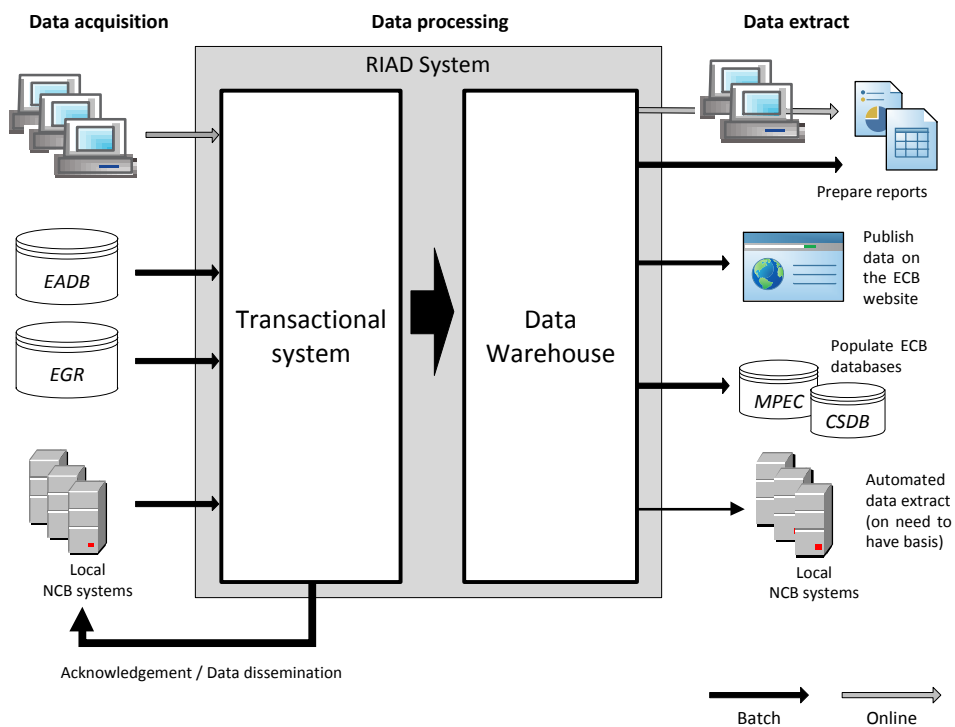 Data acquisition
Data processing
Data extract
RIAD System
Prepare reports
EADB
EGR
Transactional
system
Data
Warehouse
Publish
data on
the ECB
website
Populate ECB
databases
MPEC
CSDB
Automated
data extract
(on need to
have basis)
Local
NCB systems
Local
NCB systems
Acknowledgement / Data dissemination
Batch
Online